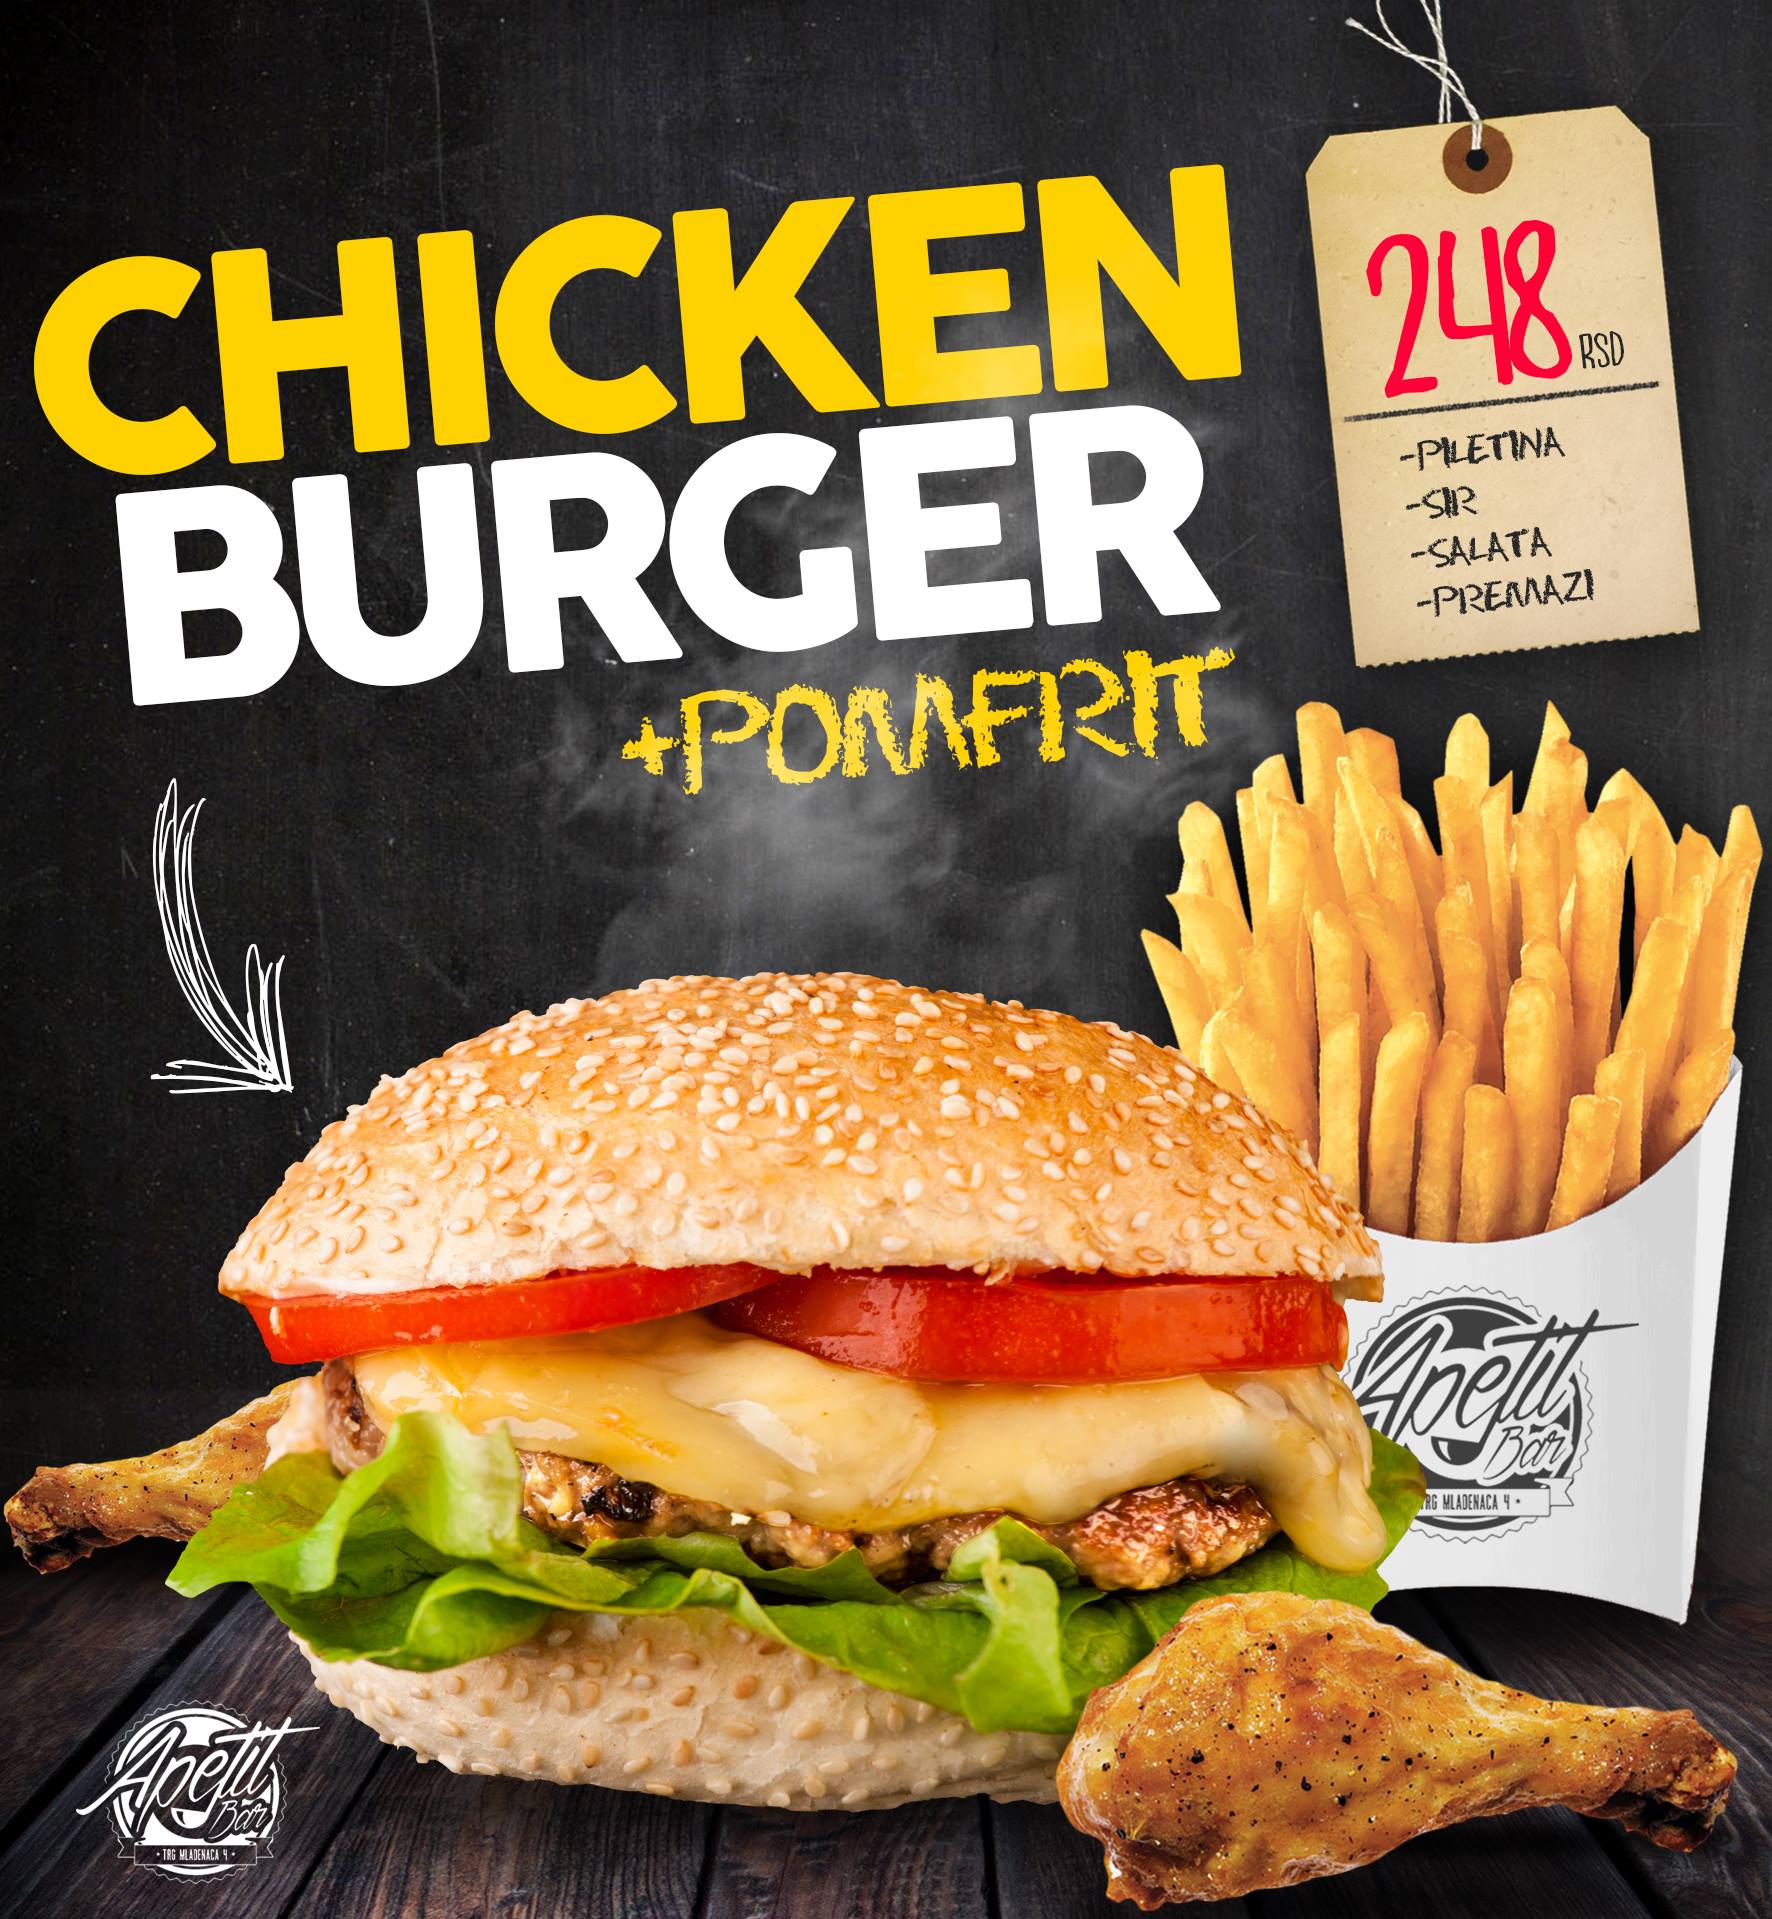 CHICKEN
BURGER
+POMFRIT
248 RSD
-PILETINA
-SIR
-SALATA
-PREMAZI
Apetit
Bar
TRG MLADENACA 4 •
Apetit
Bar
• TRG MLADENACA 4 •